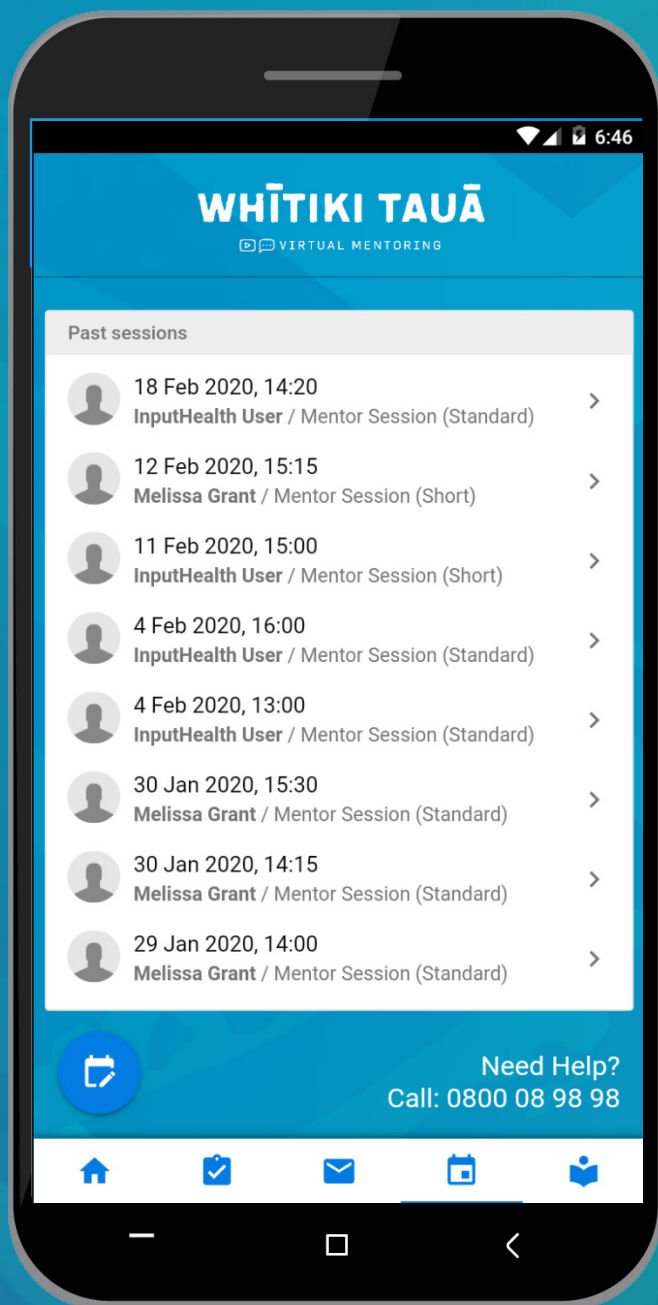 6:46
WHĪTIKI TAUĀ
VIRTUAL MENTORING
Past sessions
18 Feb 2020, 14:20
InputHealth User / Mentor Session (Standard)
12 Feb 2020, 15:15
Melissa Grant / Mentor Session (Short)
11 Feb 2020, 15:00
InputHealth User / Mentor Session (Short)
4 Feb 2020, 16:00
InputHealth User / Mentor Session (Standard)
4 Feb 2020, 13:00
InputHealth User / Mentor Session (Standard)
30 Jan 2020, 15:30
Melissa Grant / Mentor Session (Standard)
30 Jan 2020, 14:15
Melissa Grant / Mentor Session (Standard)
29 Jan 2020, 14:00
Melissa Grant / Mentor Session (Standard)
Need Help?
Call: 0800 08 98 98